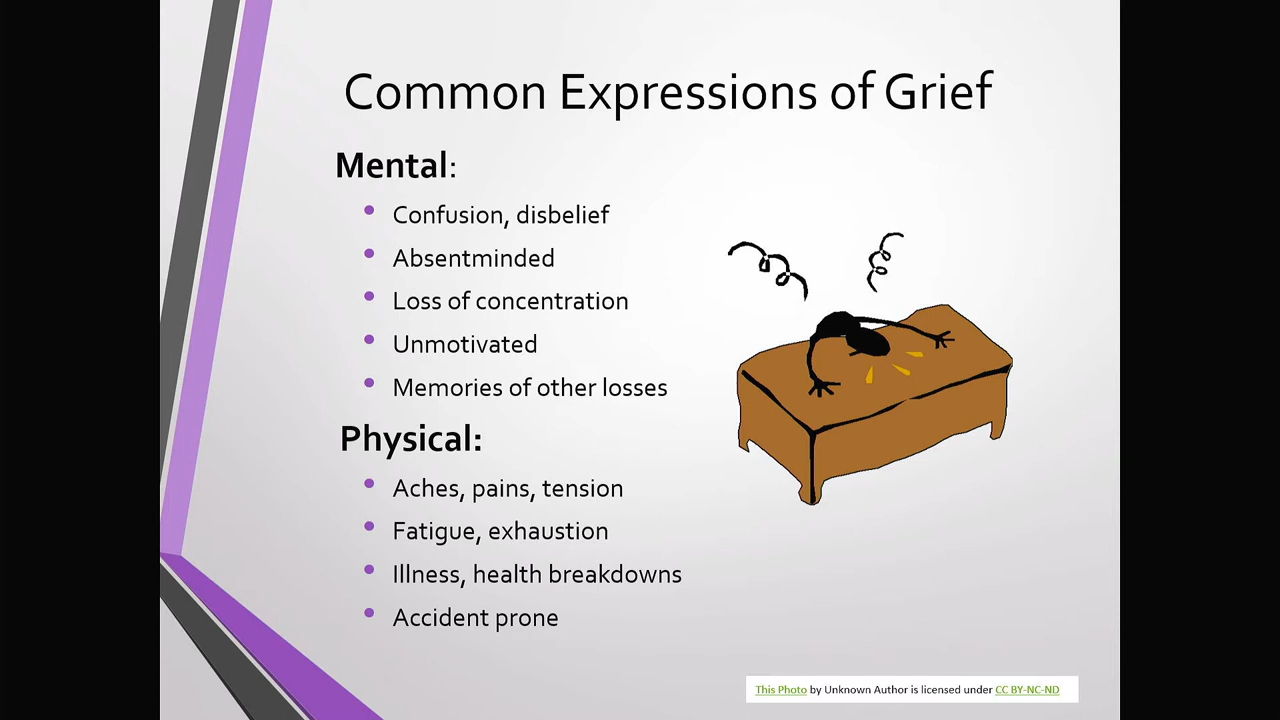 Common Expressions of Grief
Mental:
Confusion, disbelief
Absentminded
Loss of concentration
Unmotivated
Memories of other losses
Physical:
Aches, pains, tension
Fatigue, exhaustion
Illness, health breakdowns
Accident prone
This Photo by Unknown Author is licensed under CC BY-NC-ND